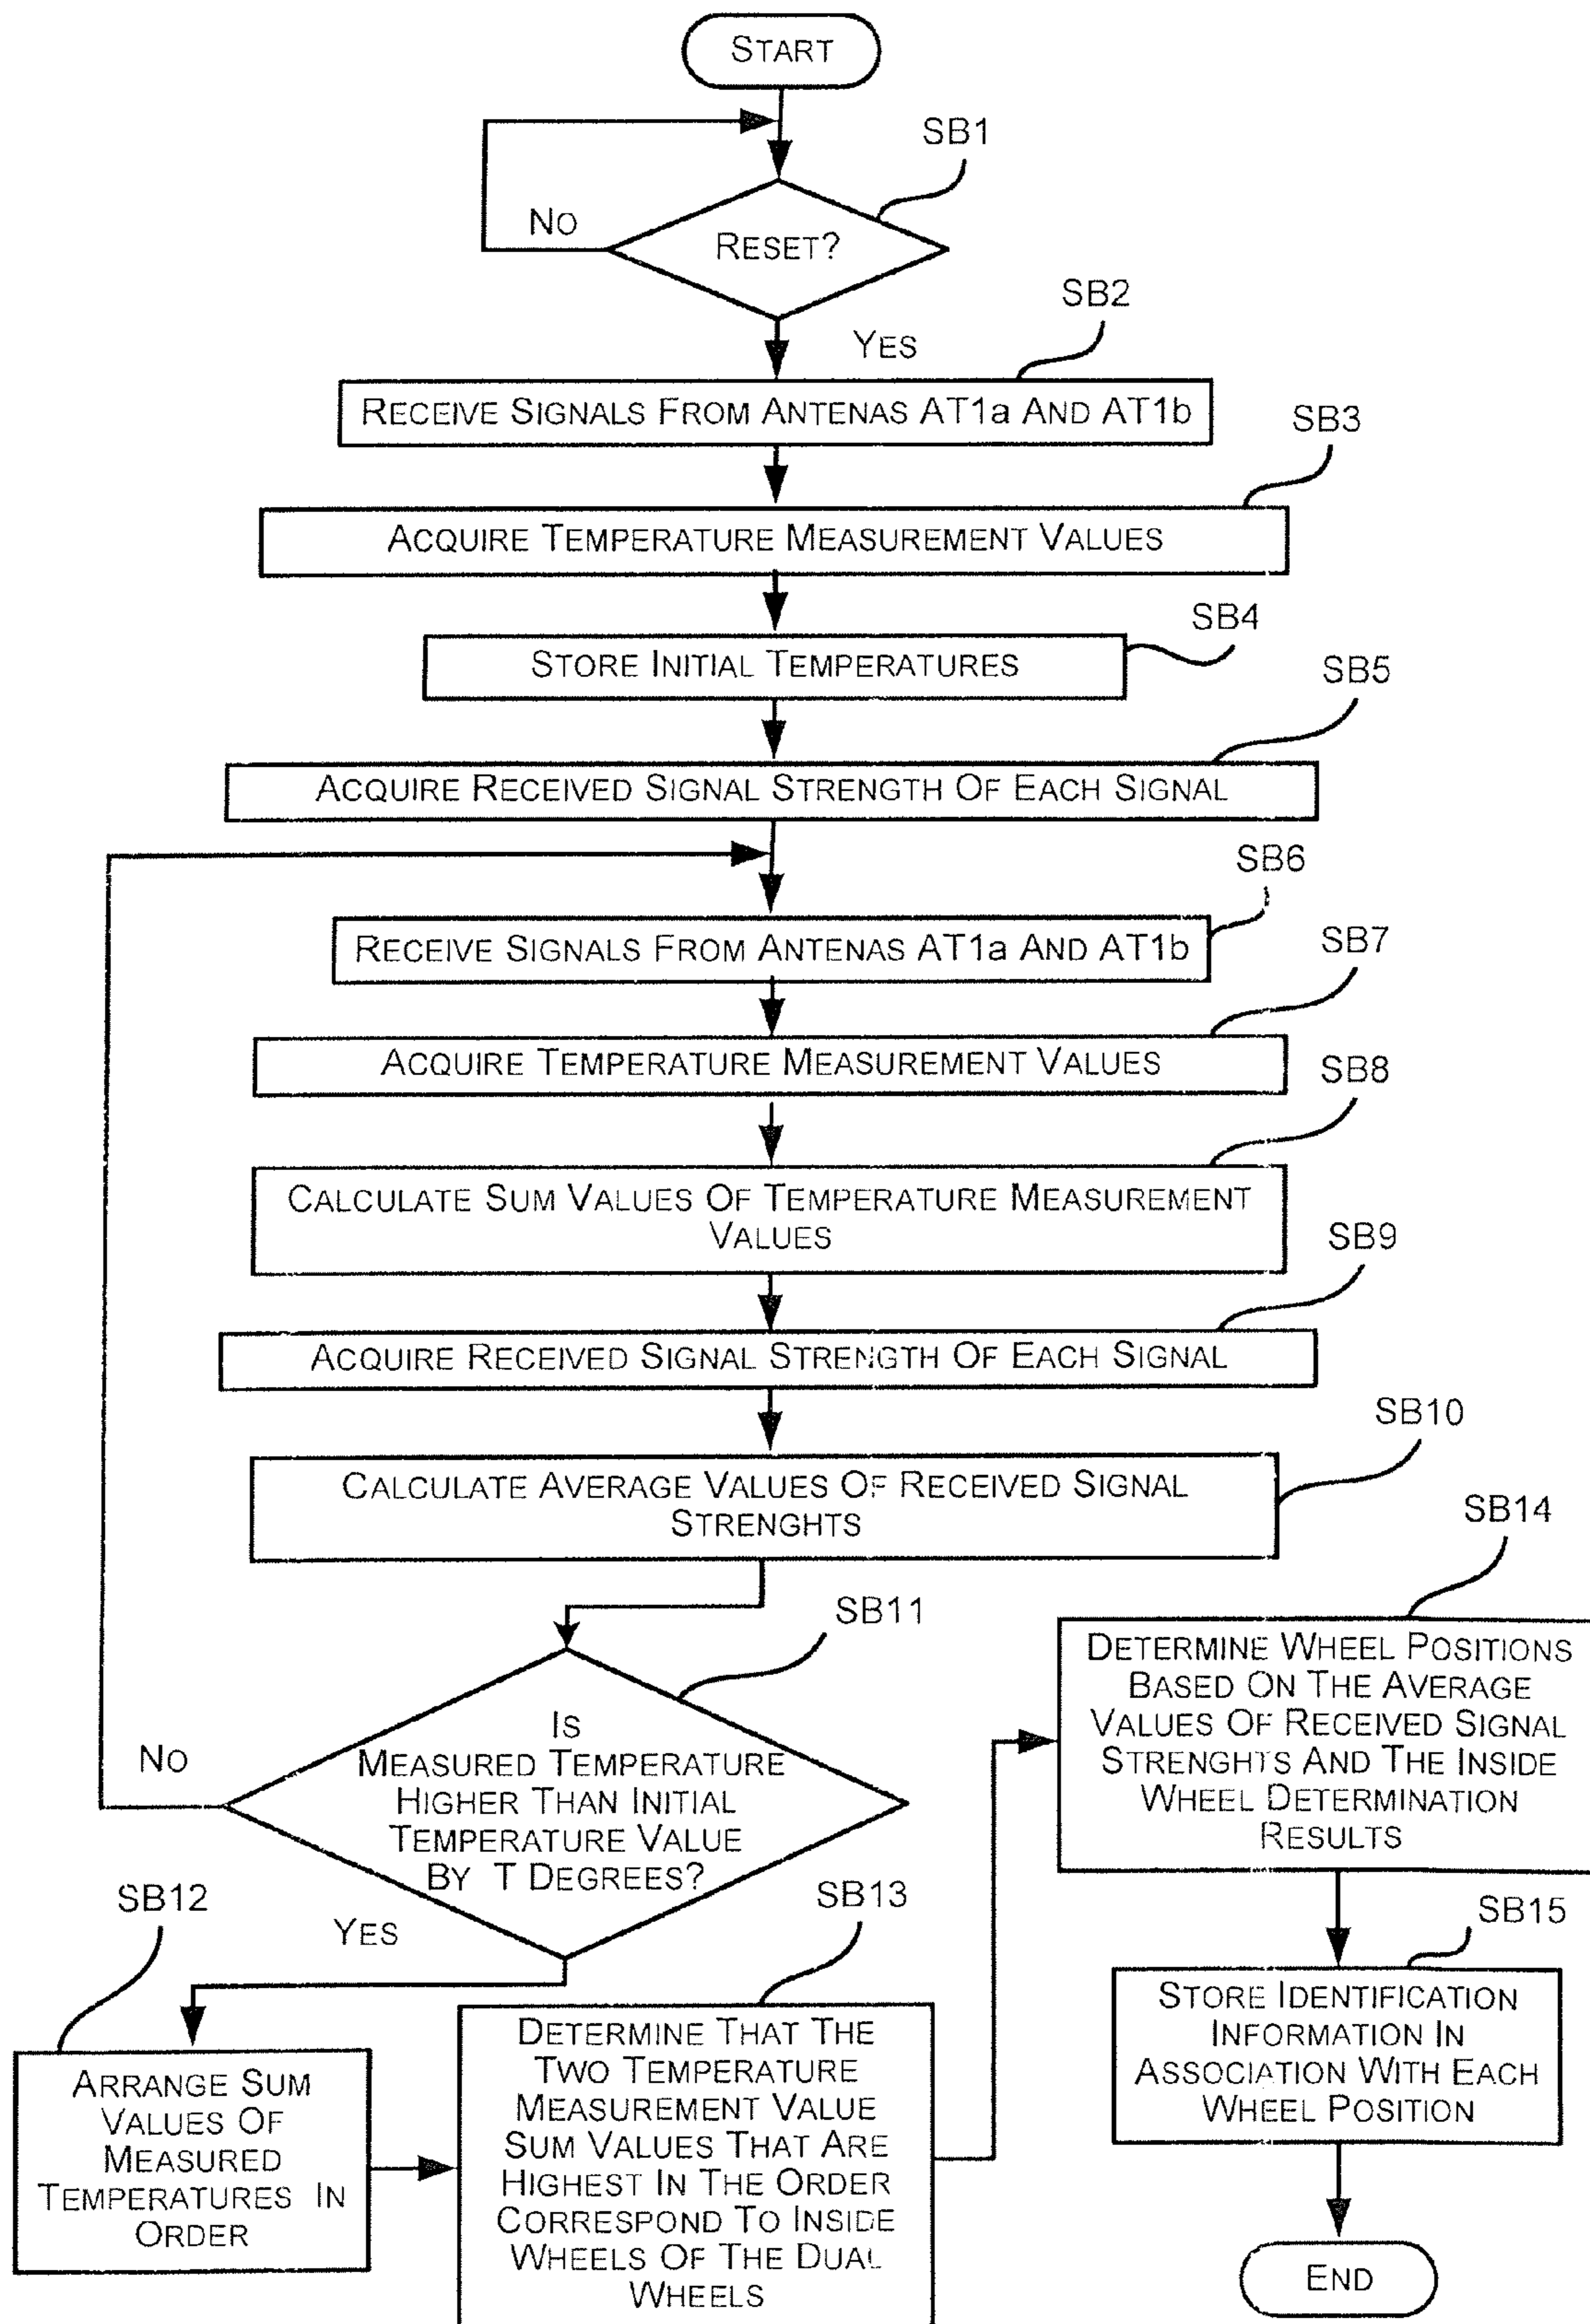 START
SB1
NO
RESET?
SB2
YES
RECEIVE SIGNALS FROM ANTENAS AT1a AND AT1b
SB3
ACQUIRE TEMPERATURE MEASUREMENT VALUES
SB4
STORE INITIAL TEMPERATURES
SB5
ACQUIRE RECEIVED SIGNAL STRENGTH OF EACH SIGNAL
SB6
RECEIVE SIGNALS FROM ANTENAS AT1a AND AT1b
SB7
ACQUIRE TEMPERATURE MEASUREMENT VALUES
SB8
CALCULATE SUM VALUES OF TEMPERATURE MEASUREMENT
VALUES
SB9
ACQUIRE RECEIVED SIGNAL STRENGTH OF EACH SIGNAL
SB10
CALCULATE AVERAGE VALUES OF RECEIVED SIGNAL
STRENGHTS
SB11
IS
MEASURED TEMPERATURE
HIGHER THAN INITIAL
TEMPERATURE VALUE
BY T DEGREES?
NO
YES
SB12
ARRANGE SUM
VALUES OF
MEASURED
TEMPERATURES IN
ORDER
SB13
DETERMINE THAT THE
TWO TEMPERATURE
MEASUREMENT VALUE
SUM VALUES THAT ARE
HIGHEST IN THE ORDER
CORRESPOND TO INSIDE
WHEELS OF THE DUAL
WHEELS
SB14
DETERMINE WHEEL POSITIONS
BASED ON THE AVERAGE
VALUES OF RECEIVED SIGNAL
STRENGHTS AND THE INSIDE
WHEEL DETERMINATION
RESULTS
SB15
STORE IDENTIFICATION
INFORMATION IN
ASSOCIATION WITH EACH
WHEEL POSITION
END